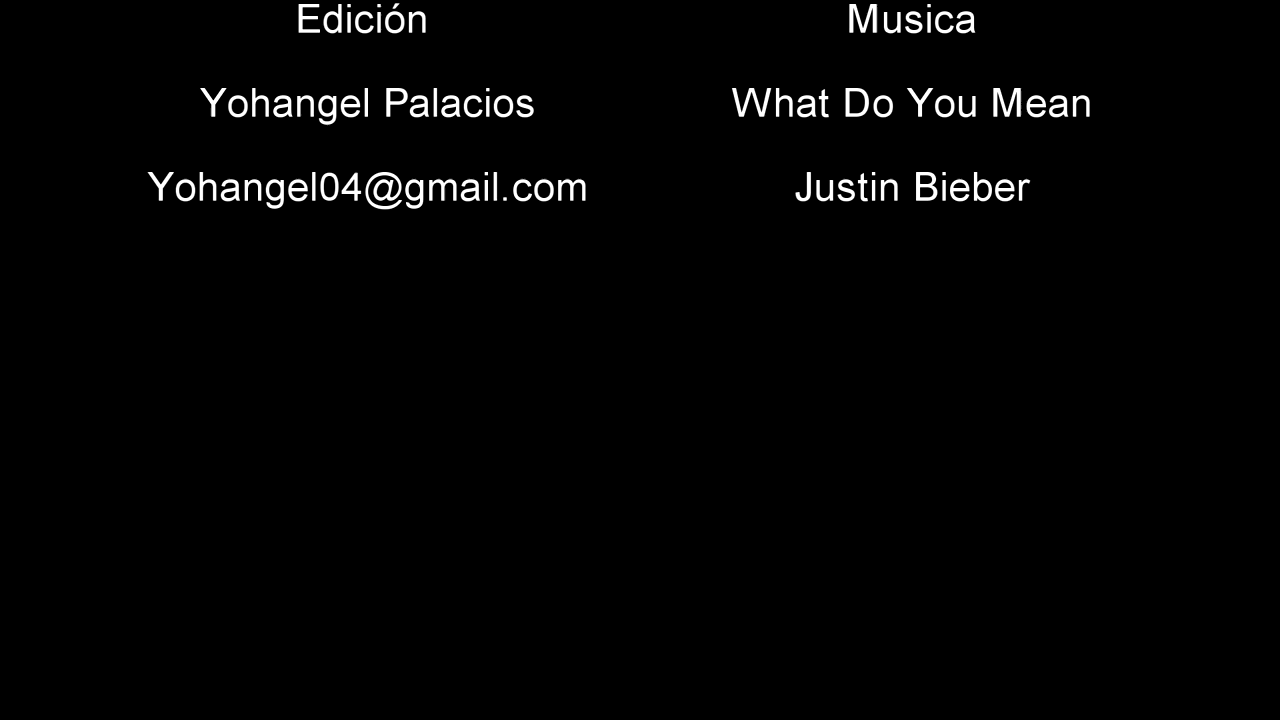 Edición
Yohangel Palacios
Yohangel04@gmail.com
Musica
What Do You Mean
Justin Bieber